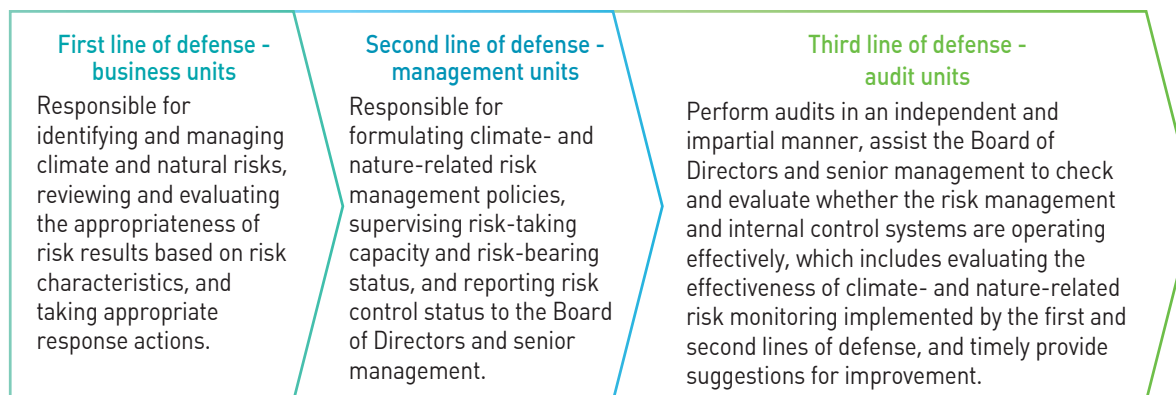 First line of defense -
business units
Responsible for
identifying and managing
climate and natural risks,
reviewing and evaluating
the appropriateness of
risk results based on risk
characteristics, and
taking appropriate
response actions.
Second line of defense -
management units
Responsible for
formulating climate- and
nature-related risk
management policies,
supervising risk-taking
capacity and risk-bearing
status, and reporting risk
control status to the Board
of Directors and senior
management.
Third line of defense -
audit units
Perform audits in an independent and
impartial manner, assist the Board of
Directors and senior management to check
and evaluate whether the risk management
and internal control systems are operating
effectively, which includes evaluating the
effectiveness of climate- and nature-related
risk monitoring implemented by the first and
second lines of defense, and timely provide
suggestions for improvement.